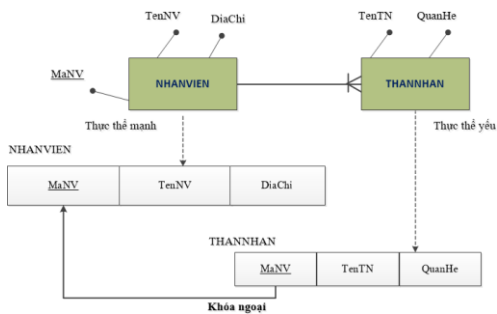 TenNV
DiaChi
TenTN
QuanHe
MaNV
NHANVIEN
THANNHAN
Thực thể mạnh
Thực thể yếu
NHANVIEN
MaNV TenNV DiaChi
THANNHAN
MaNV TenTN QuanHe
Khóa ngoại